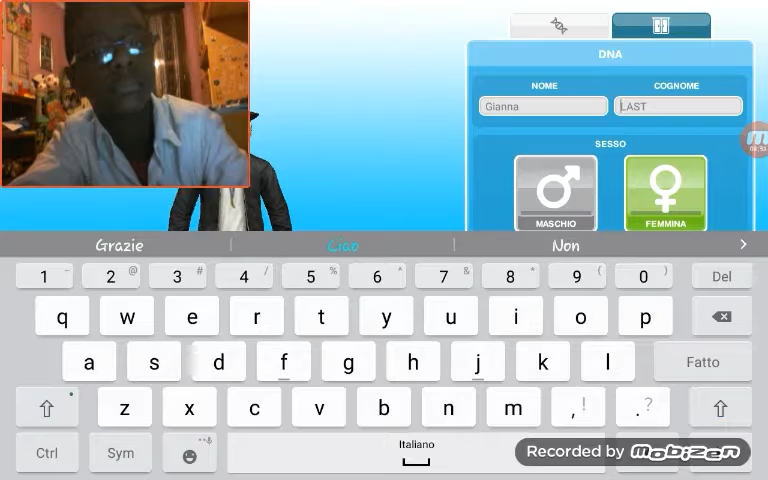 DNA
NOME COGNOME
Gianna LAST
SESSO
MASCHIO FEMMINA
Grazie Ciao Non
1 - 2 @ 3 # 4 / 5 % 6 ^ 7 & 8 * 9 ( 0 ) Del
q w e r t y u i o p
a s d f g h j k l Fatto
z x c v b n m , ! . ?
Ctrl Sym Italiano
Recorded by mobizen